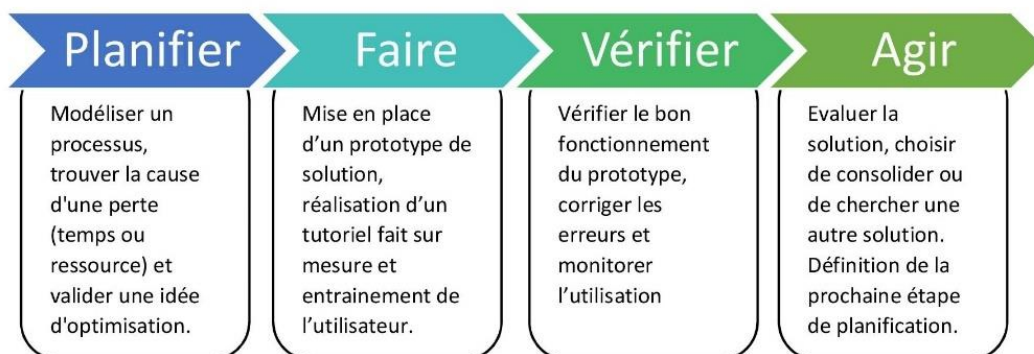 Planifier
Modéliser un
processus,
trouver la cause
d'une perte
(temps ou
ressource) et
valider une idée
d'optimisation.
Faire
Mise en place
d’un prototype de
solution,
réalisation d’un
tutoriel fait sur
mesure et
entrainement de
l’utilisateur.
Vérifier
Vérifier le bon
fonctionnement
du prototype,
corriger les
erreurs et
monitorer
l’utilisation
Agir
Evaluer la
solution, choisir
de consolider ou
de chercher une
autre solution.
Définition de la
prochaine étape
de planification.